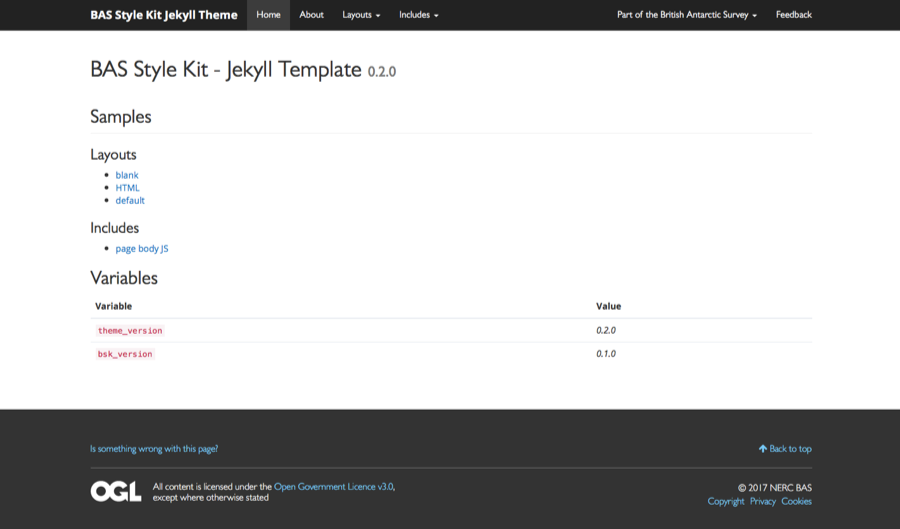 BAS Style Kit Jekyll Theme Home About Layouts Includes Part of the British Antarctic Survey Feedback
BAS Style Kit - Jekyll Template 0.2.0
Samples
Layouts
blank
HTML
default
Includes
page body JS
Variables
Variable Value
theme_version 0.2.0
bsk_version 0.1.0
Is something wrong with this page? Back to top
OGL
All content is licensed under the Open Government Licence v3.0,
except where otherwise stated
© 2017 NERC BAS
Copyright Privacy Cookies